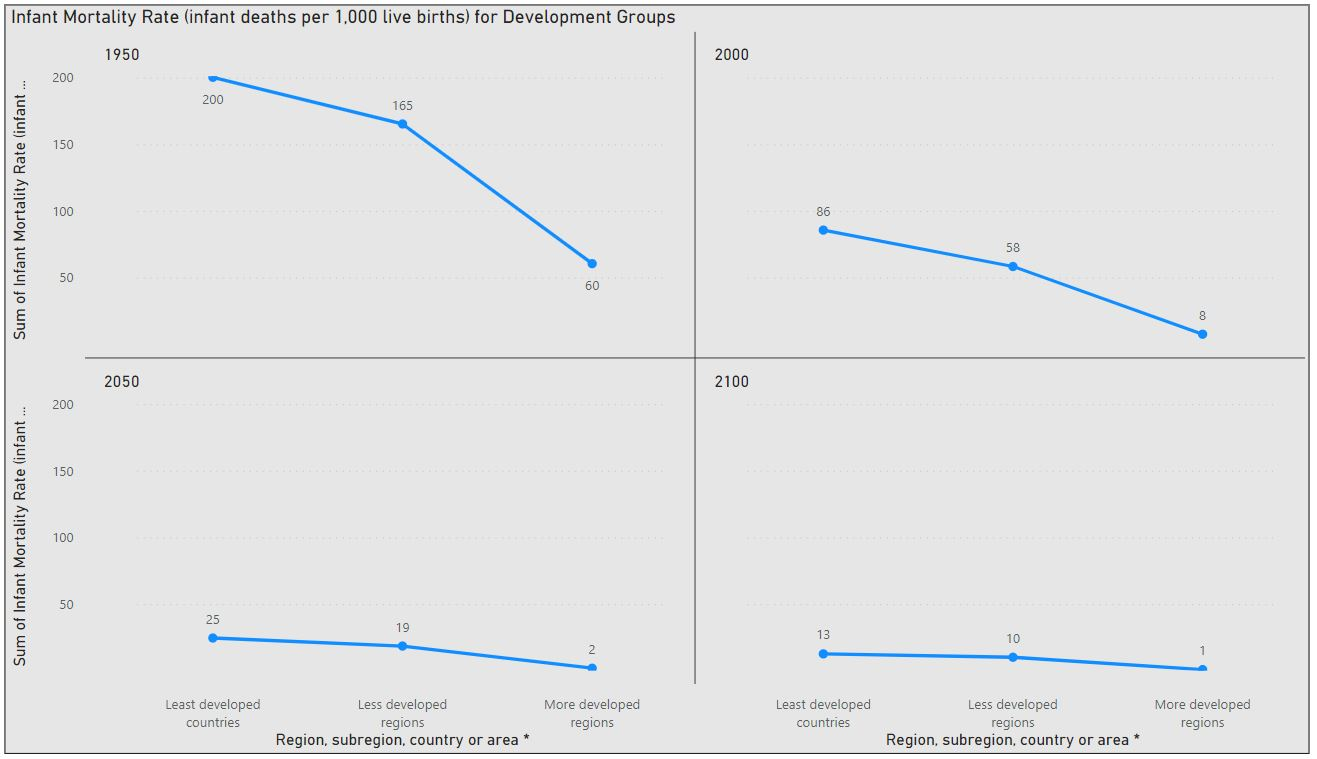 Infant Mortality Rate (infant deaths per 1,000 live births) for Development Groups
1950
Sum of Infant Mortality Rate (infant ...
200
150
100
50
200
165
60
2000
86
58
8
2050
Sum of Infant Mortality Rate (infant ...
200
150
100
50
25
19
2
Least developed
countries
Less developed
regions
More developed
regions
Region, subregion, country or area *
2100
13
10
1
Least developed
countries
Less developed
regions
More developed
regions
Region, subregion, country or area *